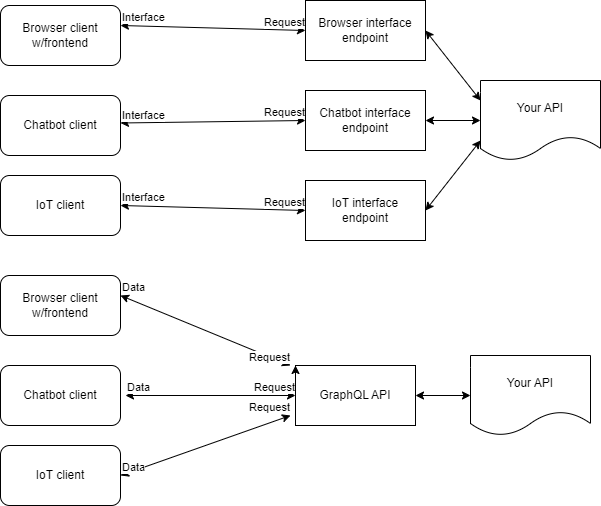 Browser client
w/frontend
Interface
Request
Browser interface
endpoint
Chatbot client
Interface
Request
Chatbot interface
endpoint
Your API
IoT client
Interface
Request
IoT interface
endpoint
Browser client
w/frontend
Data
Request
Chatbot client
Data
Request
GraphQL API
Your API
Request
IoT client
Data